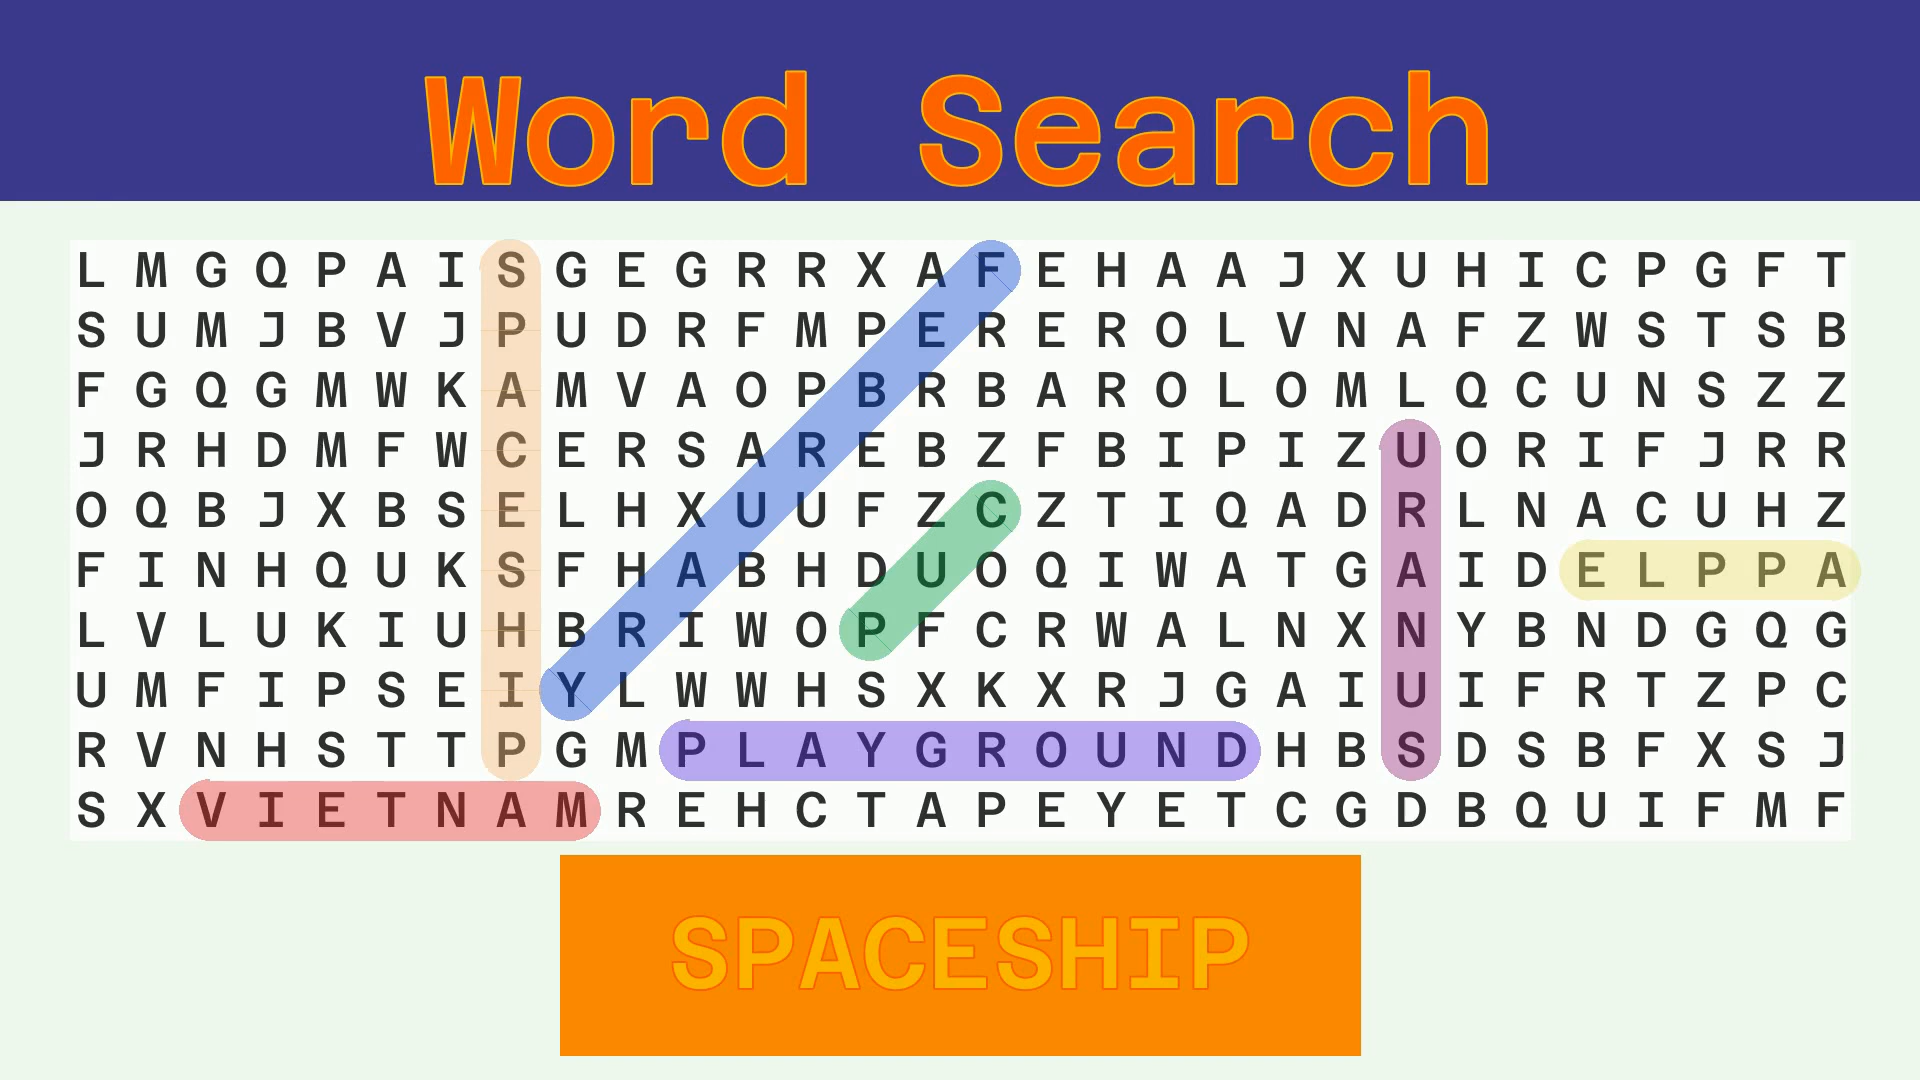 Word Search
L M G Q P A I S G E G R R X A F E H A A J X U H I C P G F T
S U M J B V J P U D R F M P E R E R O L V N A F Z W S T S B
F G Q G M W K A M V A O P B R B A R O L O M L Q C U N S Z Z
J R H D M F W C E R S A R E B Z F B I P I Z U O R I F J R R
O Q B J X B S E L H X U U F Z C Z T I Q A D R L N A C U H Z
F I N H Q U K S F H A B H D U O Q I W A T G A I D E L P P A
L V L U K I U H B R I W O P F C R W A L N X N Y B N D G Q G
U M F I P S E I Y L W W H S X K X R J G A I U I F R T Z P C
R V N H S T T P G M P L A Y G R O U N D H B S D S B F X S J
S X V I E T N A M R E H C T A P E Y E T C G D B Q U I F M F
SPACESHIP